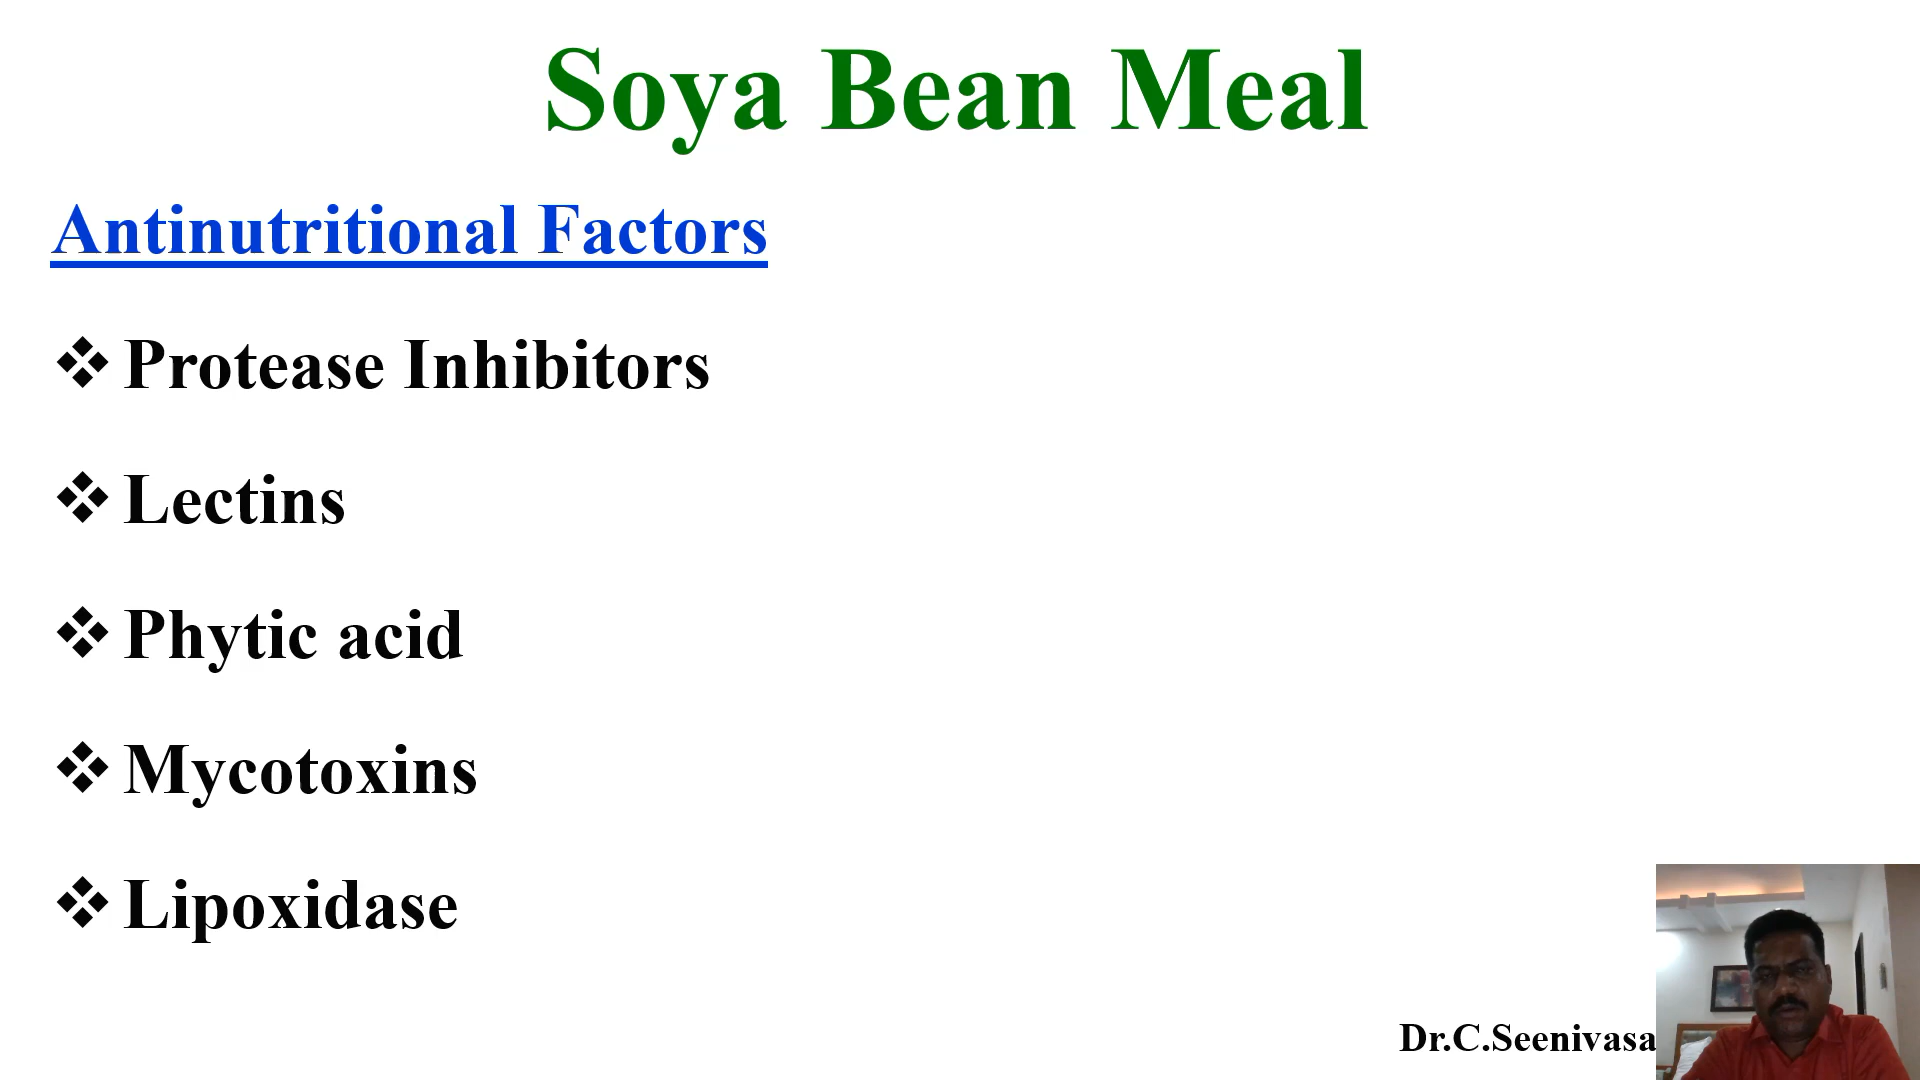 Soya Bean Meal
Antinutritional Factors
❖ Protease Inhibitors
❖ Lectins
❖ Phytic acid
❖ Mycotoxins
❖ Lipoxidase
Dr.C.Seenivasa